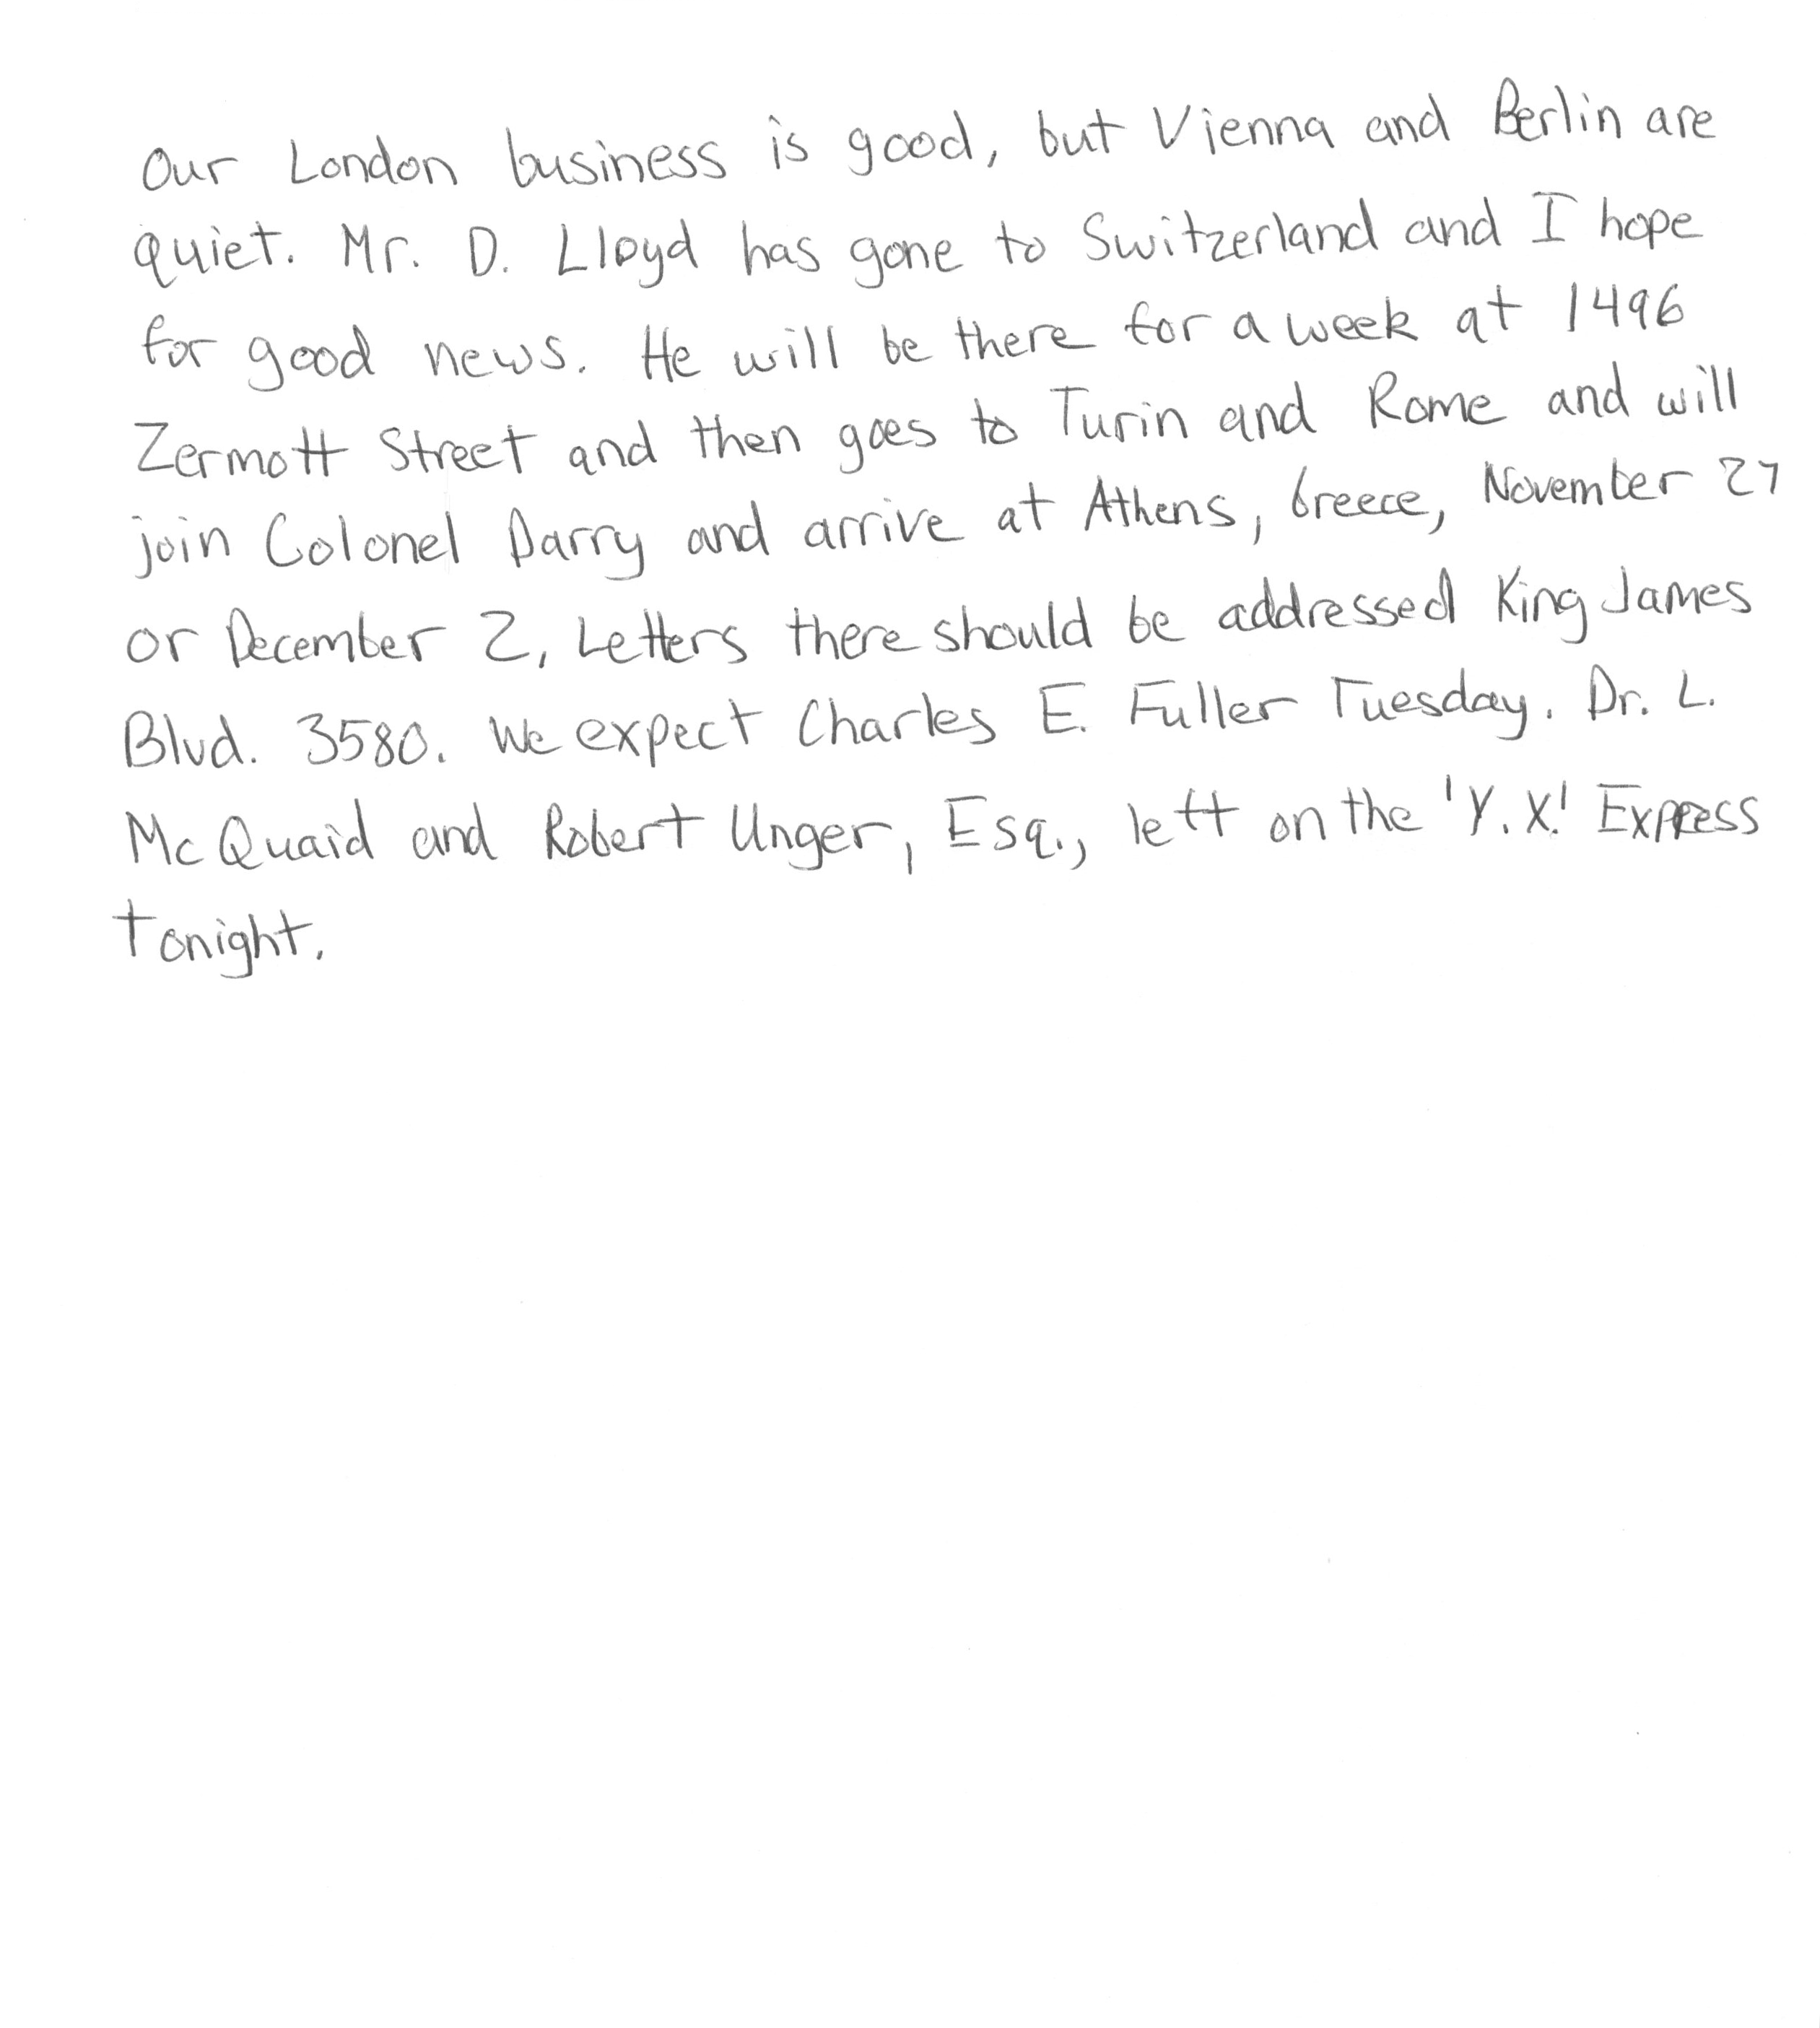 Our London business is good, but Vienna and Berlin are
quiet. Mr. D. Lloyd has gone to Switzerland and I hope
for good news. He will be there for a week at 1496
Zermott Street and then goes to Turin and Rome and will
join Colonel Parry and arrive at Athens, Greece, November 27
or December 2, Letters there should be addressed King James
Blvd. 3580. We expect Charles E. Fuller Tuesday. Dr. L.
McQuaid and Robert Unger, Esq., left on the 'Y.X.' Express
tonight.